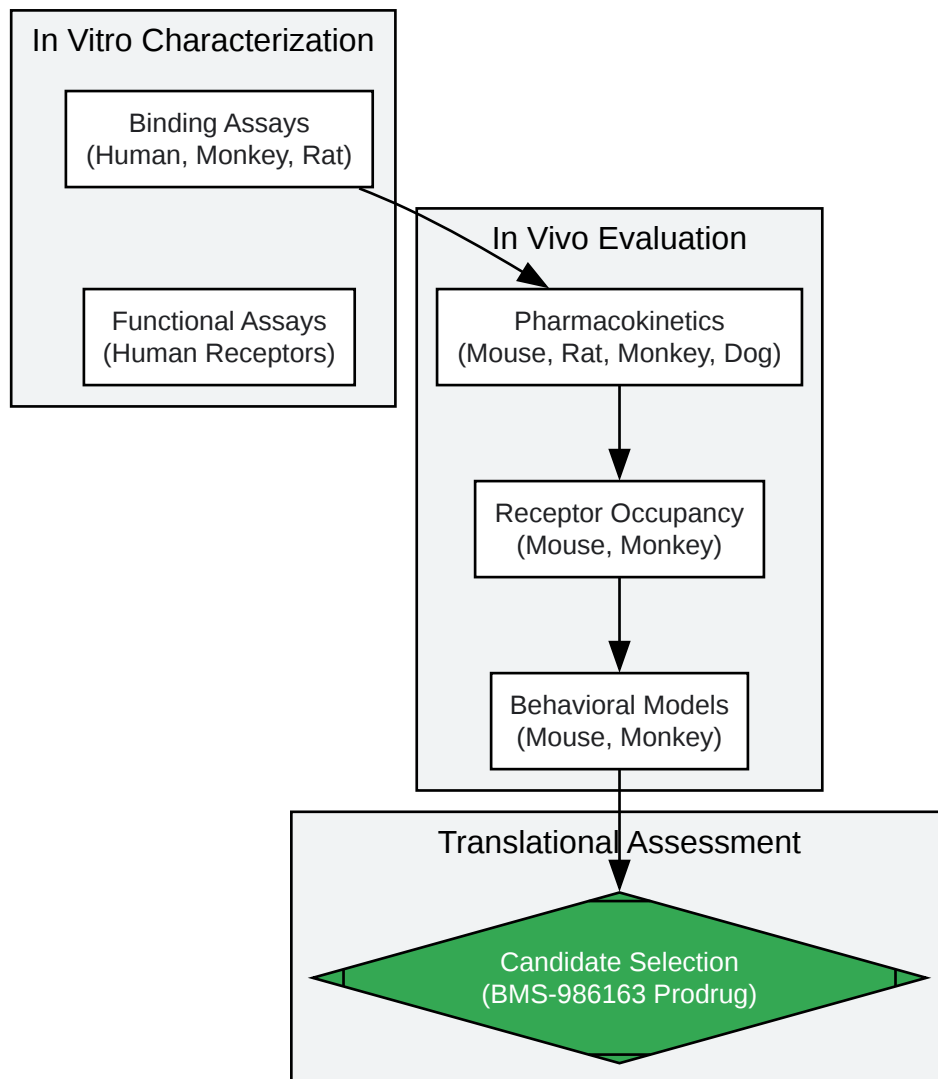 In Vitro Characterization
Binding Assays
(Human, Monkey, Rat)
Functional Assays
(Human Receptors)
In Vivo Evaluation
Pharmacokinetics
(Mouse, Rat, Monkey, Dog)
Receptor Occupancy
(Mouse, Monkey)
Behavioral Models
(Mouse, Monkey)
Translational Assessment
Candidate Selection
(BMS-986163 Prodrug)